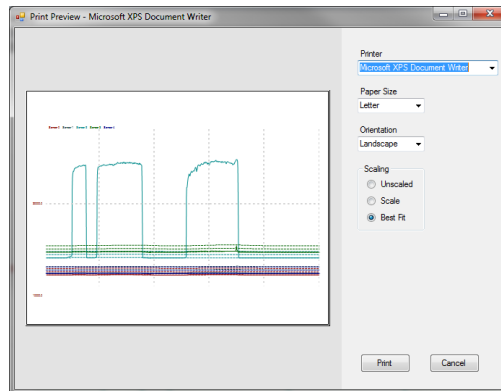 Print Preview - Microsoft XPS Document Writer
Printer
Microsoft XPS Document Writer
Paper Size
Letter
Orientation
Landscape
Scaling
Unscaled
Scale
Best Fit
Print
Cancel